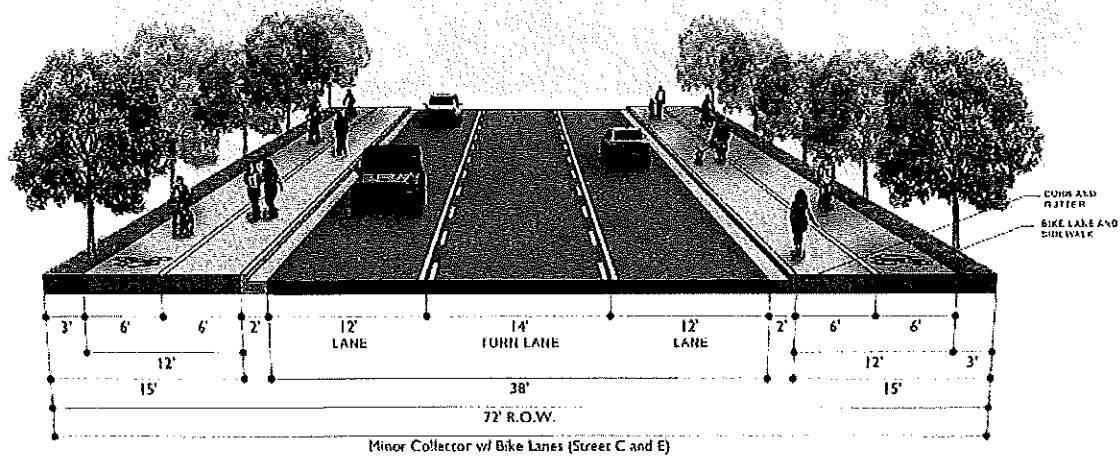 CURB AND
GUTTER
BIKE LANE AND
SIDEWALK
3' 6' 6' 2' 12' 14' 12' 2' 6' 6'
LANE TURN LANE LANE
12' 12' 3'
15' 38' 15'
72' R.O.W.
Minor Collector w/ Bike Lanes (Street C and E)